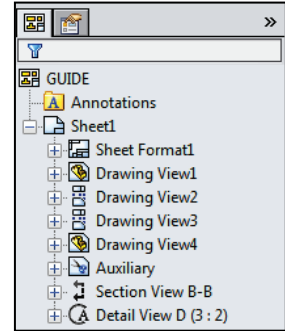 »
GUIDE
A Annotations
Sheet1
Sheet Format1
Drawing View1
Drawing View2
Drawing View3
Drawing View4
Auxiliary
Section View B-B
A Detail View D (3 : 2)